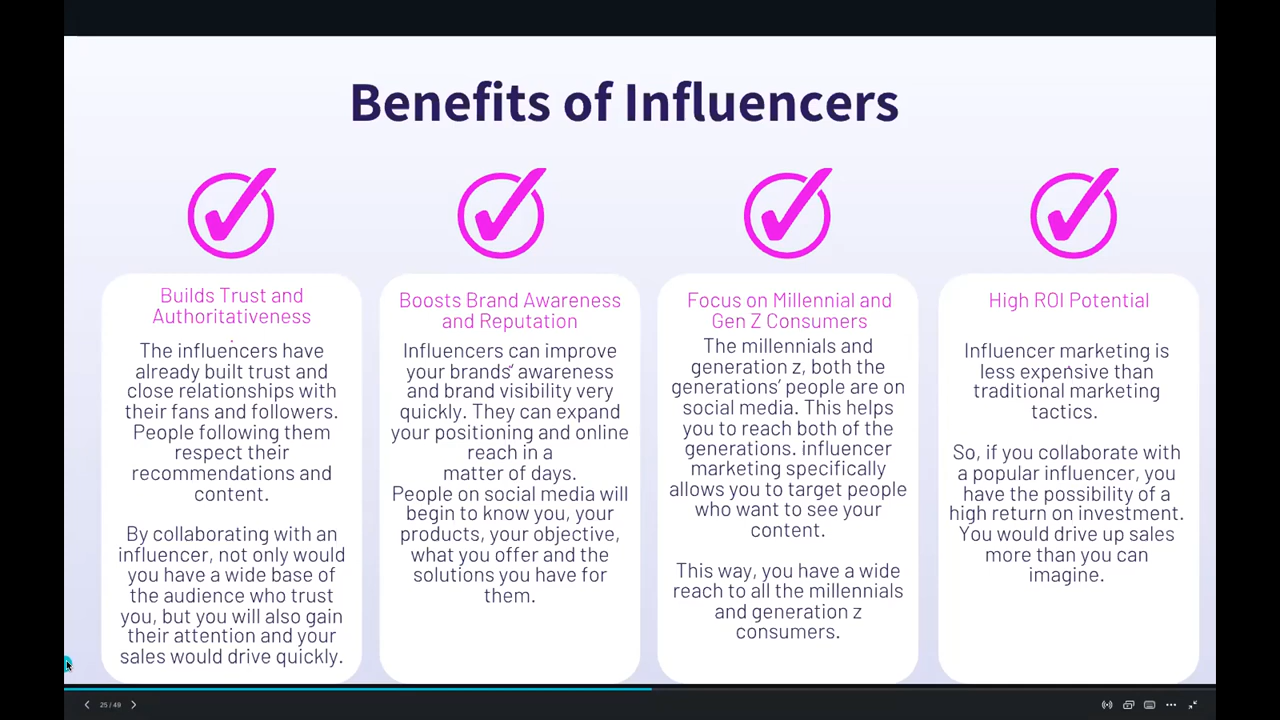 Benefits of Influencers
Builds Trust and
Authoritativeness
The influencers have
already built trust and
close relationships with
their fans and followers.
People following them
respect their
recommendations and
content.
By collaborating with an
influencer, not only would
you have a wide base of
the audience who trust
you, but you will also gain
their attention and your
sales would drive quickly.
Boosts Brand Awareness
and Reputation
Influencers can improve
your brands’ awareness
and brand visibility very
quickly. They can expand
your positioning and online
reach in a
matter of days.
People on social media will
begin to know you, your
products, your objective,
what you offer and the
solutions you have for
them.
Focus on Millennial and
Gen Z Consumers
The millennials and
generation z, both the
generations’ people are on
social media. This helps
you to reach both of the
generations. influencer
marketing specifically
allows you to target people
who want to see your
content.
This way, you have a wide
reach to all the millennials
and generation z
consumers.
High ROI Potential
Influencer marketing is
less expensive than
traditional marketing
tactics.
So, if you collaborate with
a popular influencer, you
have the possibility of a
high return on investment.
You would drive up sales
more than you can
imagine.
25 / 49